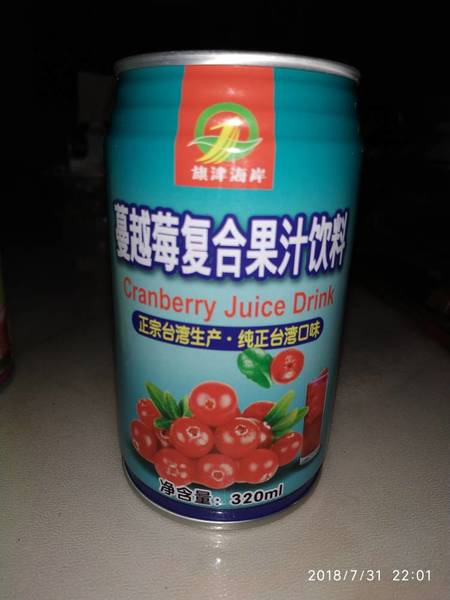 旗津海岸
蔓越莓复合果汁饮料
Cranberry Juice Drink
正宗台湾生产·纯正台湾口味
净含量：320ml
2018/7/31 22:01